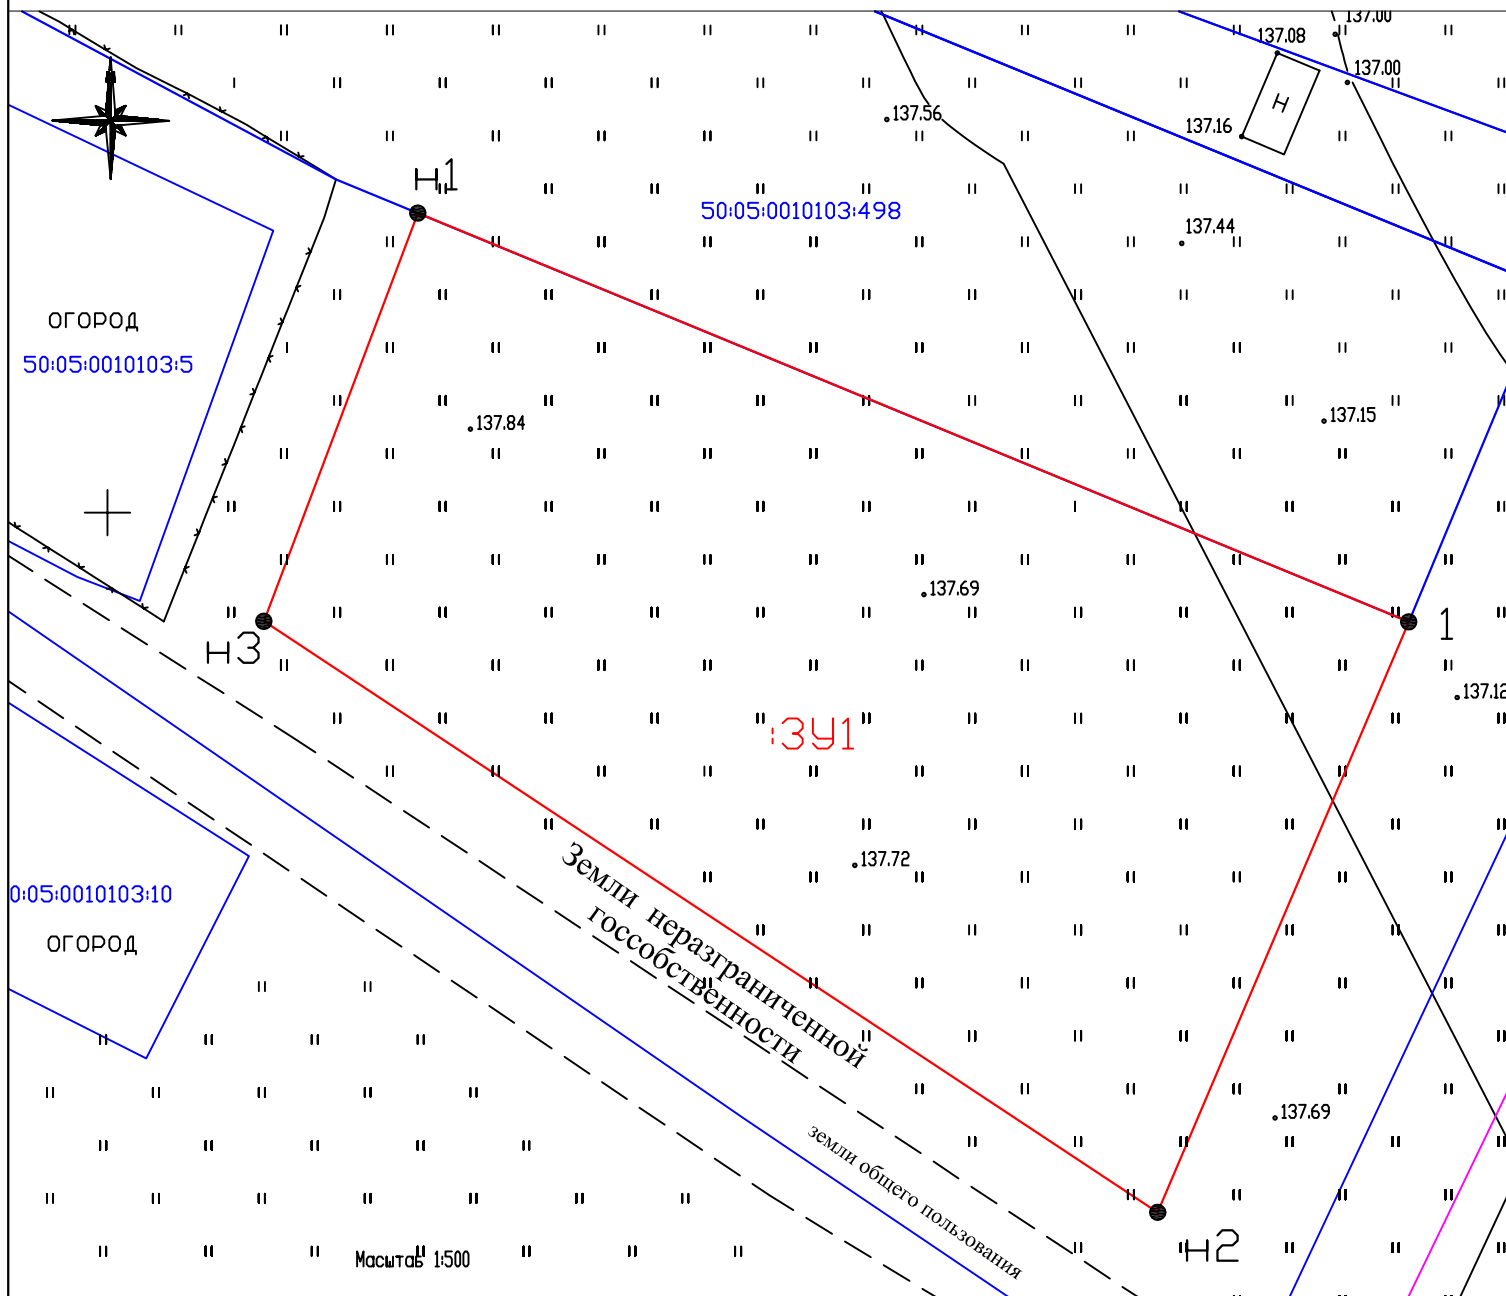 137.00
137.08
137.00
137.56
137.16
н1
50:05:0010103:498
Н
137.44
ОГОРОД
50:05:0010103:5
137.84
137.15
137.69
1
н3
137.12
:ЗУ1
137.72
Земли неразграниченной
госсобственности
0:05:0010103:10
ОГОРОД
137.69
земли общего пользования
н2
Масштаб 1:500